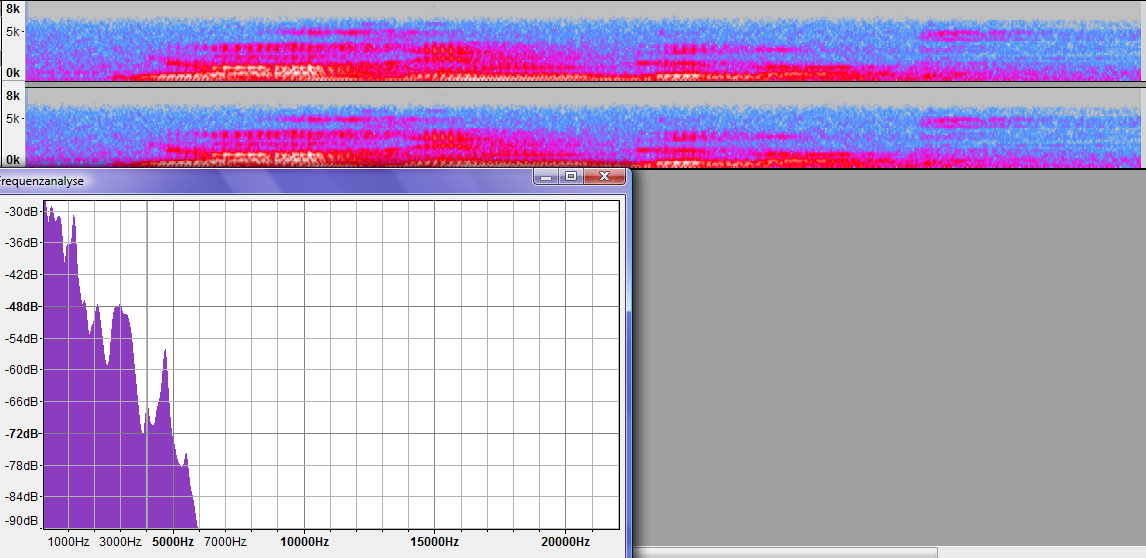 8k
5k
0k
8k
5k
0k
requenzanalyse
-30dB
-36dB
-42dB
-48dB
-54dB
-60dB
-66dB
-72dB
-78dB
-84dB
-90dB
1000Hz 3000Hz 5000Hz 7000Hz 10000Hz 15000Hz 20000Hz